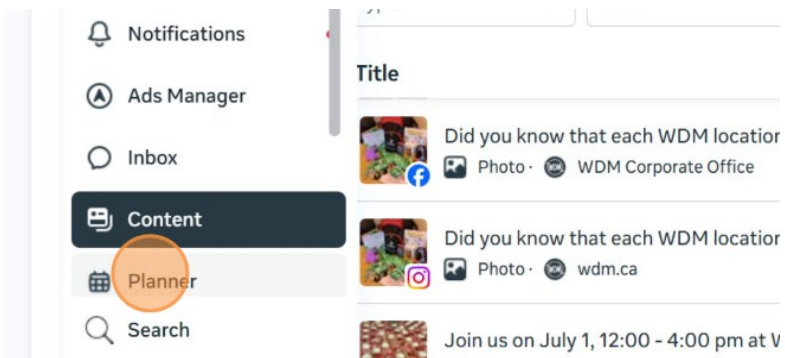 Notifications
Ads Manager
Inbox
Content
Planner
Search
Title
Did you know that each WDM location
Photo · WDM Corporate Office
Did you know that each WDM location
Photo · wdm.ca
Join us on July 1, 12:00 - 4:00 pm at